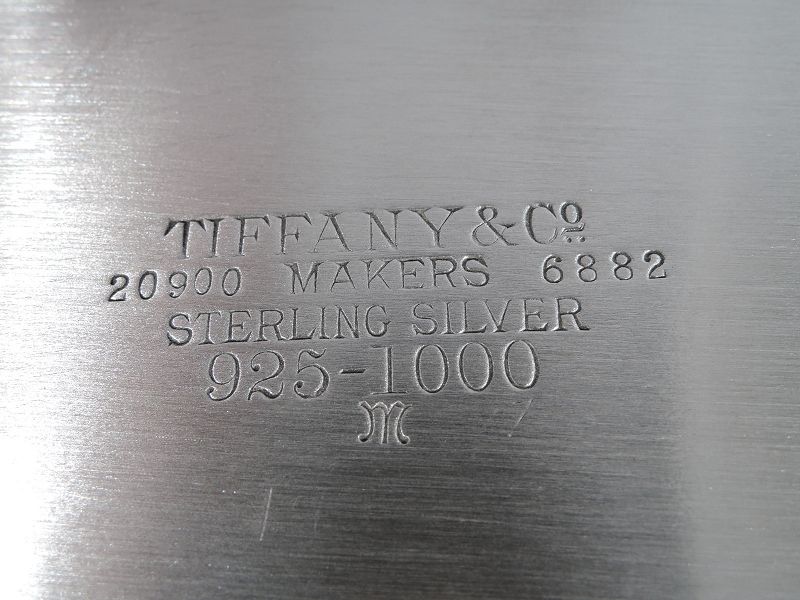 TIFFANY & Cº
20900 MAKERS 6882
STERLING SILVER
925-1000
M